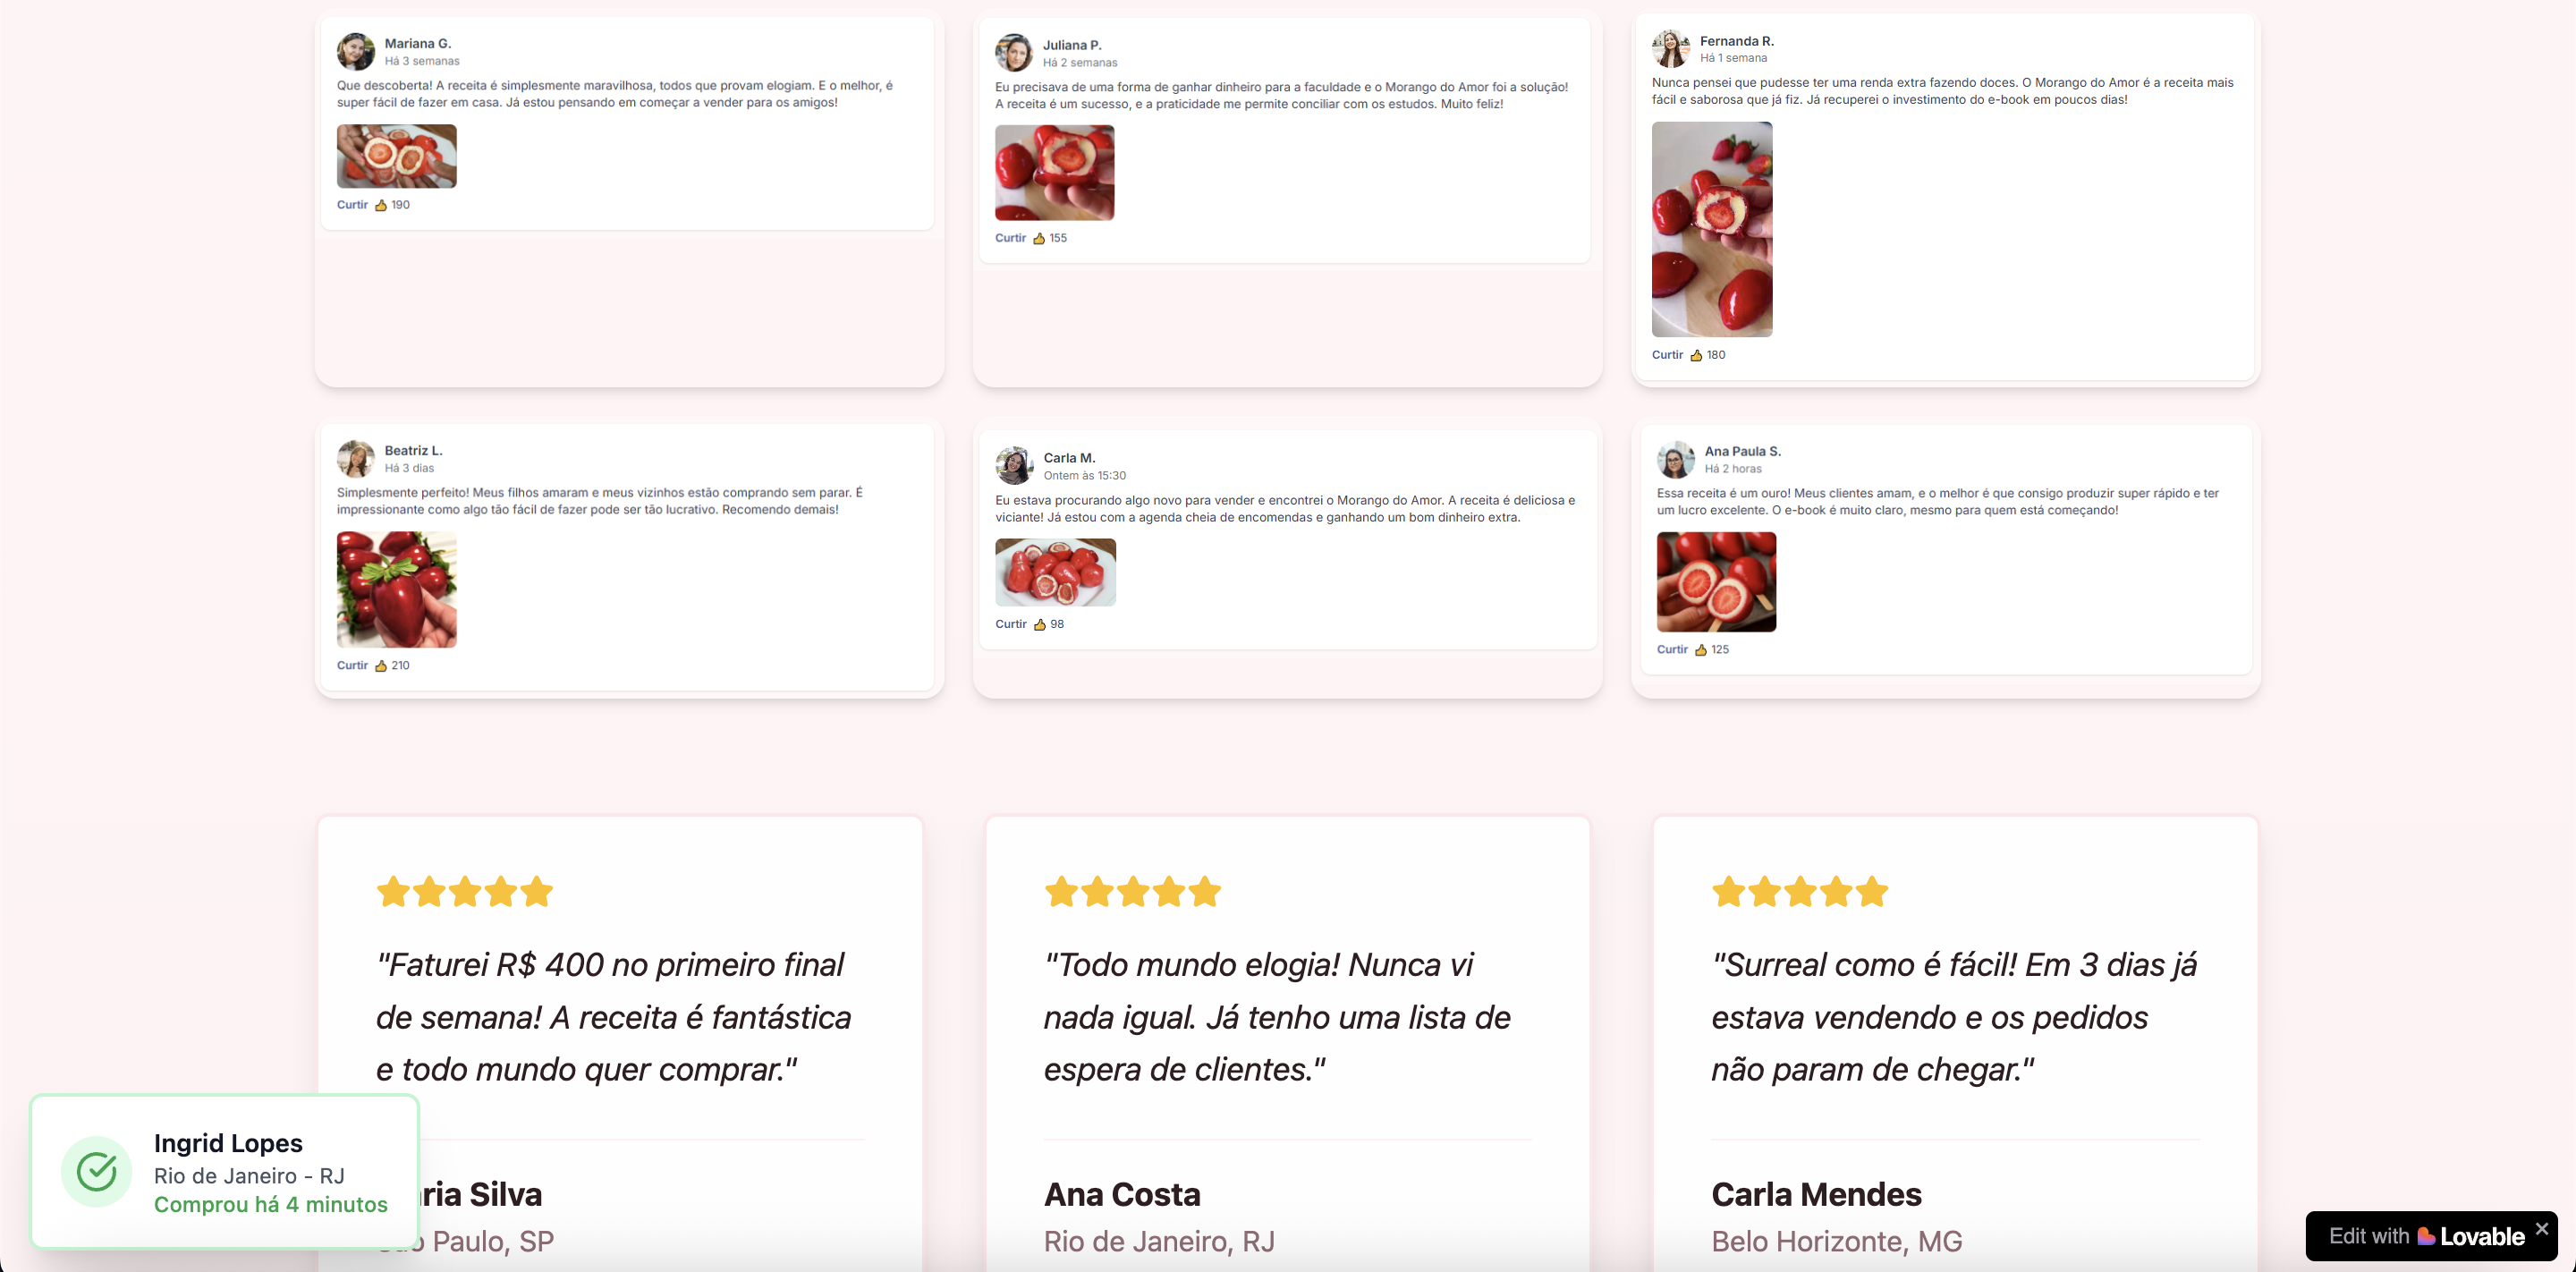 Mariana G.
Há 3 semanas
Que descoberta! A receita é simplesmente maravilhosa, todos que provam elogiam. E o melhor, é
super fácil de fazer em casa. Já estou pensando em começar a vender para os amigos!
Curtir 👍 190
Juliana P.
Há 2 semanas
Eu precisava de uma forma de ganhar dinheiro para a faculdade e o Morango do Amor foi a solução!
A receita é um sucesso, e a praticidade me permite conciliar com os estudos. Muito feliz!
Curtir 👍 155
Fernanda R.
Há 1 semana
Nunca pensei que pudesse ter uma renda extra fazendo doces. O Morango do Amor é a receita mais
fácil e saborosa que já fiz. Já recuperei o investimento do e-book em poucos dias!
Curtir 👍 180
Beatriz L.
Há 3 dias
Simplesmente perfeito! Meus filhos amaram e meus vizinhos estão comprando sem parar. É
impressionante como algo tão fácil de fazer pode ser tão lucrativo. Recomendo demais!
Curtir 👍 210
Carla M.
Ontem às 15:30
Eu estava procurando algo novo para vender e encontrei o Morango do Amor. A receita é deliciosa e
viciante! Já estou com a agenda cheia de encomendas e ganhando um bom dinheiro extra.
Curtir 👍 98
Ana Paula S.
Há 2 horas
Essa receita é um ouro! Meus clientes amam, e o melhor é que consigo produzir super rápido e ter
um lucro excelente. O e-book é muito claro, mesmo para quem está começando!
Curtir 👍 125
"Faturei R$ 400 no primeiro final
de semana! A receita é fantástica
e todo mundo quer comprar."
ria Silva
Paulo, SP
"Todo mundo elogia! Nunca vi
nada igual. Já tenho uma lista de
espera de clientes."
Ana Costa
Rio de Janeiro, RJ
"Surreal como é fácil! Em 3 dias já
estava vendendo e os pedidos
não param de chegar."
Carla Mendes
Belo Horizonte, MG
Ingrid Lopes
Rio de Janeiro - RJ
Comprou há 4 minutos
Edit with Lovable